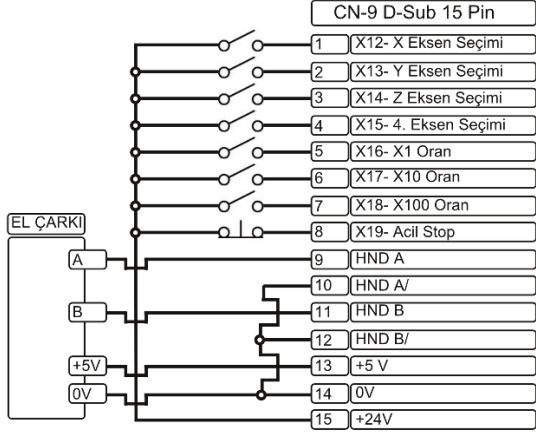 CN-9 D-Sub 15 Pin
1 X12- X Eksen Seçimi
2 X13- Y Eksen Seçimi
3 X14- Z Eksen Seçimi
4 X15- 4. Eksen Seçimi
5 X16- X1 Oran
6 X17- X10 Oran
7 X18- X100 Oran
8 X19- Acil Stop
EL ÇARKI
A 9 HND A
10 HND A/
B 11 HND B
12 HND B/
+5V 13 +5 V
0V 14 0V
15 +24V